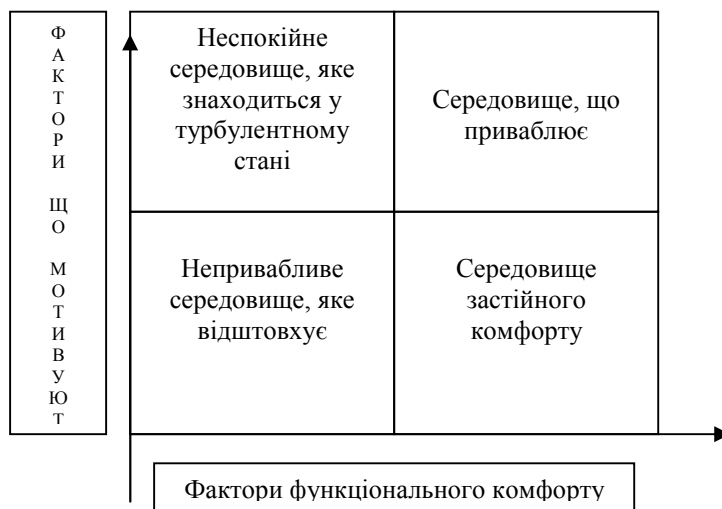 Ф
А
К
Т
О
Р
И
Щ
О
М
О
Т
И
В
У
Ю
Т
Неспокійне
середовище, яке
знаходиться у
турбулентному
стані
Середовище, що
приваблює
Непривабливе
середовище, яке
відштовхує
Середовище
застійного
комфорту
Фактори функціонального комфорту